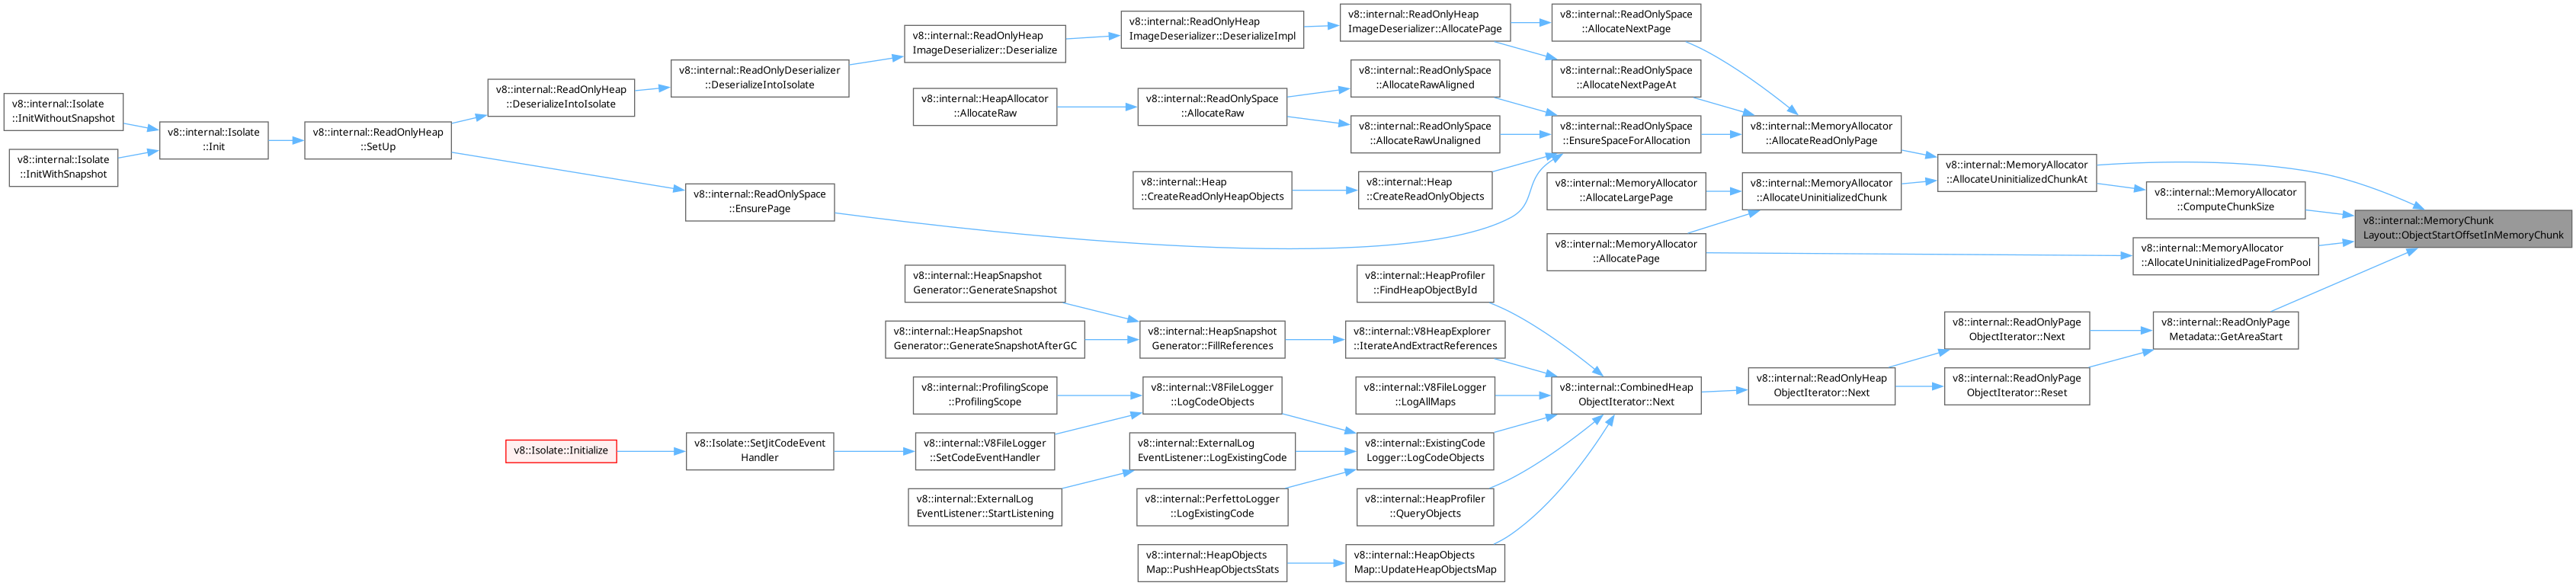 v8::internal::ReadOnlyHeap
ImageDeserializer::AllocatePage
v8::internal::ReadOnlySpace
::AllocateNextPage
v8::internal::ReadOnlyHeap
ImageDeserializer::DeserializeImpl
v8::internal::ReadOnlyHeap
ImageDeserializer::Deserialize
v8::internal::ReadOnlyDeserializer
::DeserializeIntoIsolate
v8::internal::ReadOnlySpace
::AllocateNextPageAt
v8::internal::ReadOnlySpace
::AllocateRawAligned
v8::internal::ReadOnlyHeap
::DeserializeIntoIsolate
v8::internal::HeapAllocator
::AllocateRaw
v8::internal::ReadOnlySpace
::AllocateRaw
v8::internal::Isolate
::InitWithoutSnapshot
v8::internal::Isolate
::Init
v8::internal::ReadOnlyHeap
::SetUp
v8::internal::ReadOnlySpace
::AllocateRawUnaligned
v8::internal::ReadOnlySpace
::EnsureSpaceForAllocation
v8::internal::MemoryAllocator
::AllocateReadOnlyPage
v8::internal::Isolate
::InitWithSnapshot
v8::internal::MemoryAllocator
::AllocateUninitializedChunkAt
v8::internal::Heap
::CreateReadOnlyHeapObjects
v8::internal::Heap
::CreateReadOnlyObjects
v8::internal::MemoryAllocator
::AllocateLargePage
v8::internal::MemoryAllocator
::AllocateUninitializedChunk
v8::internal::ReadOnlySpace
::EnsurePage
v8::internal::MemoryAllocator
::ComputeChunkSize
v8::internal::MemoryChunk
Layout::ObjectStartOffsetInMemoryChunk
v8::internal::MemoryAllocator
::AllocatePage
v8::internal::MemoryAllocator
::AllocateUninitializedPageFromPool
v8::internal::HeapSnapshot
Generator::GenerateSnapshot
v8::internal::HeapProfiler
::FindHeapObjectById
v8::internal::HeapSnapshot
Generator::GenerateSnapshotAfterGC
v8::internal::HeapSnapshot
Generator::FillReferences
v8::internal::V8HeapExplorer
::IterateAndExtractReferences
v8::internal::ReadOnlyPage
ObjectIterator::Next
v8::internal::ReadOnlyPage
Metadata::GetAreaStart
v8::internal::ProfilingScope
::ProfilingScope
v8::internal::V8FileLogger
::LogCodeObjects
v8::internal::V8FileLogger
::LogAllMaps
v8::internal::CombinedHeap
ObjectIterator::Next
v8::internal::ReadOnlyHeap
ObjectIterator::Next
v8::internal::ReadOnlyPage
ObjectIterator::Reset
v8::Isolate::Initialize
v8::Isolate::SetJitCodeEvent
Handler
v8::internal::V8FileLogger
::SetCodeEventHandler
v8::internal::ExternalLog
EventListener::LogExistingCode
v8::internal::ExistingCode
Logger::LogCodeObjects
v8::internal::ExternalLog
EventListener::StartListening
v8::internal::PerfettoLogger
::LogExistingCode
v8::internal::HeapProfiler
::QueryObjects
v8::internal::HeapObjects
Map::PushHeapObjectsStats
v8::internal::HeapObjects
Map::UpdateHeapObjectsMap